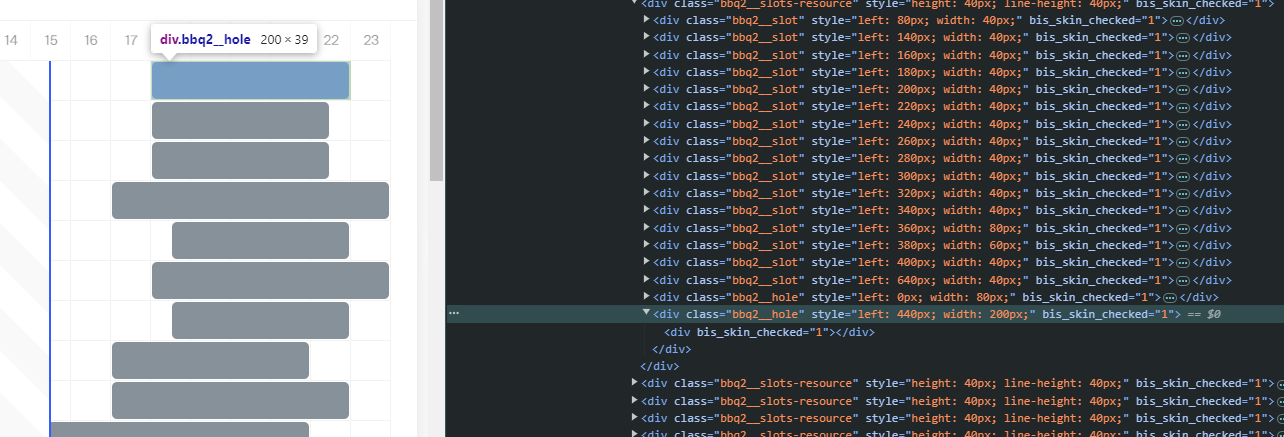 14 15 16 17 div.bbq2__hole 200 × 39 22 23
<div class="bbq2__slots-resource" style="height: 40px; line-height: 40px;" bis_skin_checked="1">
<div class="bbq2__slot" style="left: 80px; width: 40px;" bis_skin_checked="1">…</div>
<div class="bbq2__slot" style="left: 140px; width: 40px;" bis_skin_checked="1">…</div>
<div class="bbq2__slot" style="left: 160px; width: 40px;" bis_skin_checked="1">…</div>
<div class="bbq2__slot" style="left: 180px; width: 40px;" bis_skin_checked="1">…</div>
<div class="bbq2__slot" style="left: 200px; width: 40px;" bis_skin_checked="1">…</div>
<div class="bbq2__slot" style="left: 220px; width: 40px;" bis_skin_checked="1">…</div>
<div class="bbq2__slot" style="left: 240px; width: 40px;" bis_skin_checked="1">…</div>
<div class="bbq2__slot" style="left: 260px; width: 40px;" bis_skin_checked="1">…</div>
<div class="bbq2__slot" style="left: 280px; width: 40px;" bis_skin_checked="1">…</div>
<div class="bbq2__slot" style="left: 300px; width: 40px;" bis_skin_checked="1">…</div>
<div class="bbq2__slot" style="left: 320px; width: 40px;" bis_skin_checked="1">…</div>
<div class="bbq2__slot" style="left: 340px; width: 40px;" bis_skin_checked="1">…</div>
<div class="bbq2__slot" style="left: 360px; width: 80px;" bis_skin_checked="1">…</div>
<div class="bbq2__slot" style="left: 380px; width: 60px;" bis_skin_checked="1">…</div>
<div class="bbq2__slot" style="left: 400px; width: 40px;" bis_skin_checked="1">…</div>
<div class="bbq2__slot" style="left: 640px; width: 40px;" bis_skin_checked="1">…</div>
<div class="bbq2__hole" style="left: 0px; width: 80px;" bis_skin_checked="1">…</div>
<div class="bbq2__hole" style="left: 440px; width: 200px;" bis_skin_checked="1"> == $0
<div bis_skin_checked="1"></div>
</div>
</div>
<div class="bbq2__slots-resource" style="height: 40px; line-height: 40px;" bis_skin_checked="1">
<div class="bbq2__slots-resource" style="height: 40px; line-height: 40px;" bis_skin_checked="1">
<div class="bbq2__slots-resource" style="height: 40px; line-height: 40px;" bis_skin_checked="1">
<div class="bbq2__slots-resource" style="height: 40px; line-height: 40px;" bis_skin_checked="1">